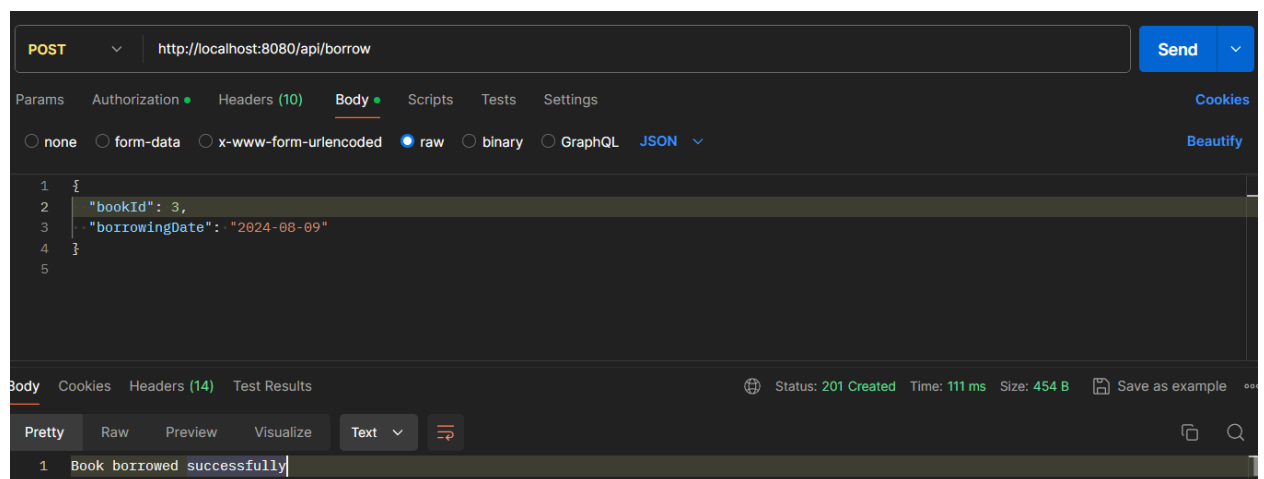 POST http://localhost:8080/api/borrow Send
Params Authorization Headers (10) Body Scripts Tests Settings Cookies
none form-data x-www-form-urlencoded raw binary GraphQL JSON Beautify
1 {
2 "bookId": 3,
3 "borrowingDate": "2024-08-09"
4 }
5
Body Cookies Headers (14) Test Results Status: 201 Created Time: 111 ms Size: 454 B Save as example
Pretty Raw Preview Visualize Text
1 Book borrowed successfully